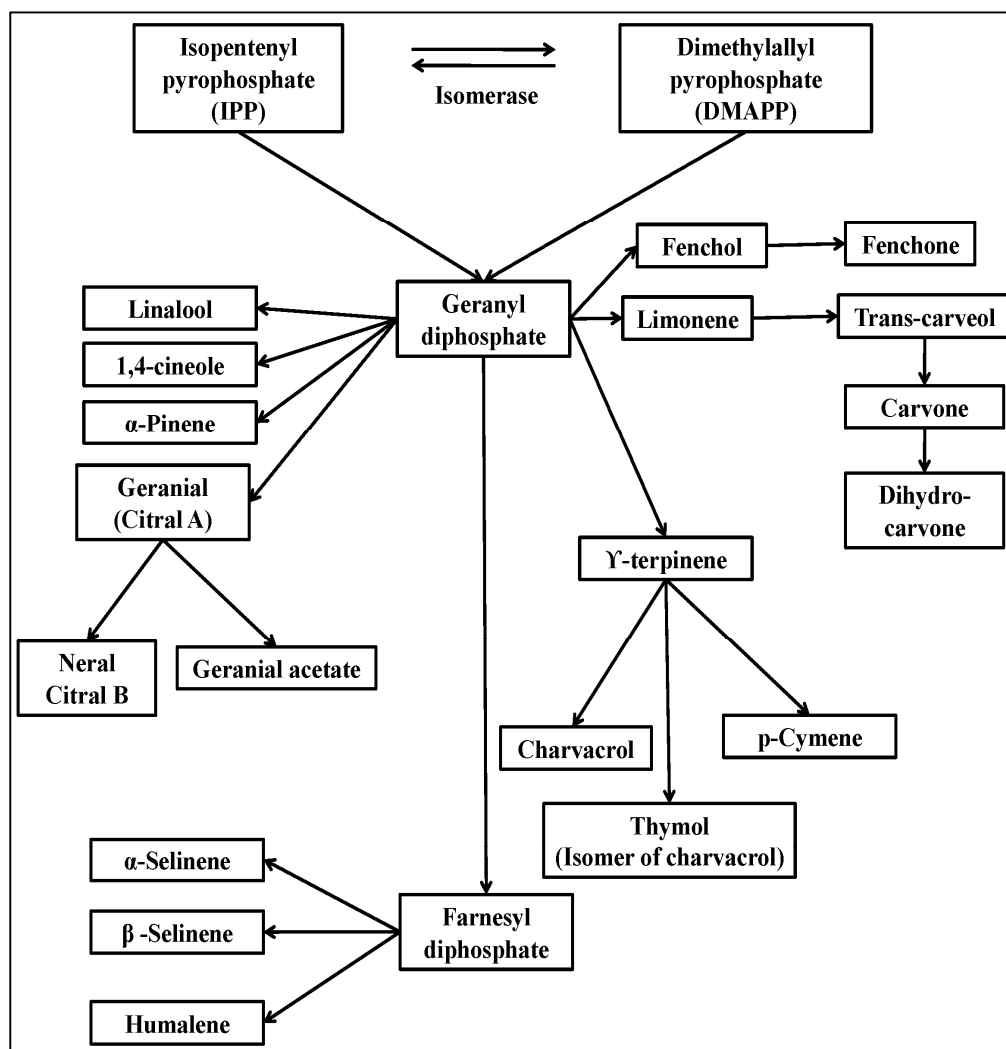 Isopentenyl
pyrophosphate
(IPP)
Isomerase
Dimethylallyl
pyrophosphate
(DMAPP)
Fenchol
Fenchone
Linalool
Geranyl
diphosphate
Limonene
Trans-carveol
1,4-cineole
α-Pinene
Carvone
Geranial
(Citral A)
Dihydro-
carvone
ϒ-terpinene
Neral
Citral B
Geranial acetate
Charvacrol
p-Cymene
Thymol
(Isomer of charvacrol)
α-Selinene
β -Selinene
Farnesyl
diphosphate
Humalene